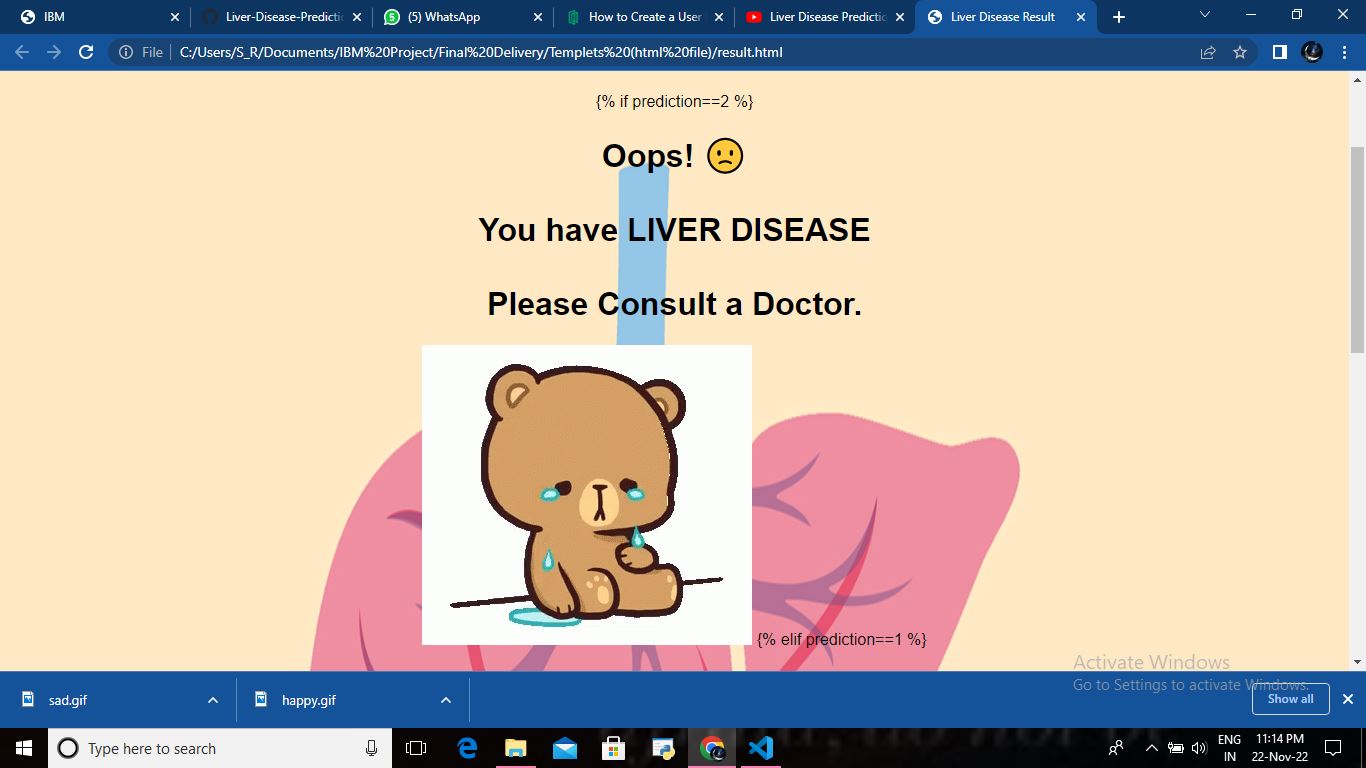 IBM
Liver-Disease-Predictic
(5) WhatsApp
How to Create a User
Liver Disease Predictic
Liver Disease Result
File
C:/Users/S_R/Documents/IBM%20Project/Final%20Delivery/Templets%20(html%20file)/result.html
{% if prediction==2 %}
Oops! 🙁
You have LIVER DISEASE
Please Consult a Doctor.
{% elif prediction==1 %}
Activate Windows
Go to Settings to activate Windows.
sad.gif
happy.gif
Show all
Type here to search
ENG
IN
11:14 PM
22-Nov-22